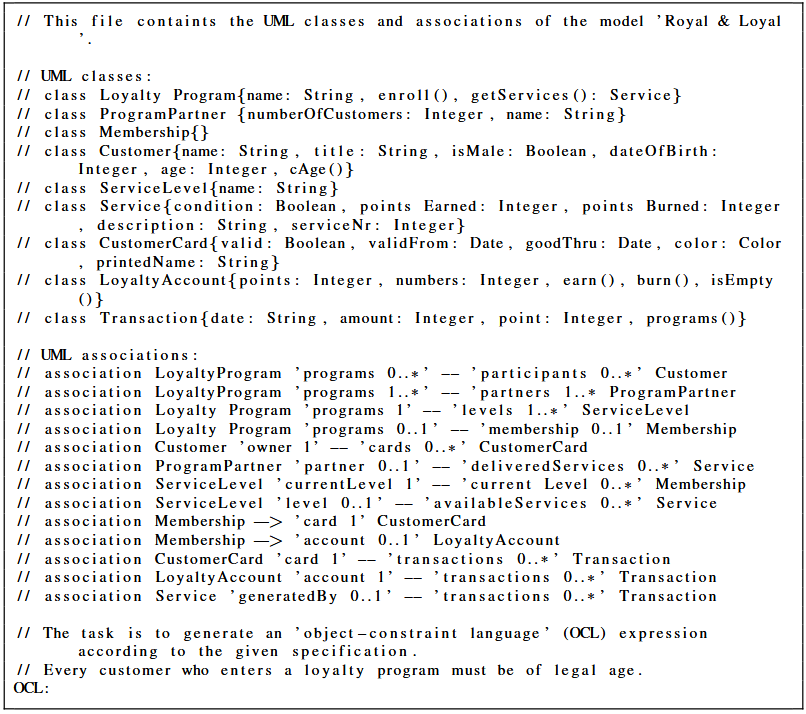 // This file containts the UML classes and associations of the model 'Royal & Loyal
'.
// UML classes:
// class Loyalty Program{name: String, enroll(), getServices(): Service}
// class ProgramPartner {numberOfCustomers: Integer, name: String}
// class Membership{}
// class Customer{name: String, title: String, isMale: Boolean, dateOfBirth:
Integer, age: Integer, cAge()}
// class ServiceLevel{name: String}
// class Service{condition: Boolean, points Earned: Integer, points Burned: Integer
, description: String, serviceNr: Integer}
// class CustomerCard{valid: Boolean, validFrom: Date, goodThru: Date, color: Color
, printedName: String}
// class LoyaltyAccount{points: Integer, numbers: Integer, earn(), burn(), isEmpty
()}
// class Transaction{date: String, amount: Integer, point: Integer, programs()}
// UML associations:
// association LoyaltyProgram 'programs 0..*' -- 'participants 0..*' Customer
// association LoyaltyProgram 'programs 1..*' -- 'partners 1..* ProgramPartner
// association Loyalty Program 'programs 1' -- 'levels 1..*' ServiceLevel
// association Loyalty Program 'programs 0..1' -- 'membership 0..1' Membership
// association Customer 'owner 1' -- 'cards 0..*' CustomerCard
// association ProgramPartner 'partner 0..1' -- 'deliveredServices 0..*' Service
// association ServiceLevel 'currentLevel 1' -- 'current Level 0..*' Membership
// association ServiceLevel 'level 0..1' -- 'availableServices 0..*' Service
// association Membership --> 'card 1' CustomerCard
// association Membership --> 'account 0..1' LoyaltyAccount
// association CustomerCard 'card 1' -- 'transactions 0..*' Transaction
// association LoyaltyAccount 'account 1' -- 'transactions 0..*' Transaction
// association Service 'generatedBy 0..1' -- 'transactions 0..*' Transaction
// The task is to generate an 'object-constraint language' (OCL) expression
according to the given specification.
// Every customer who enters a loyalty program must be of legal age.
OCL: